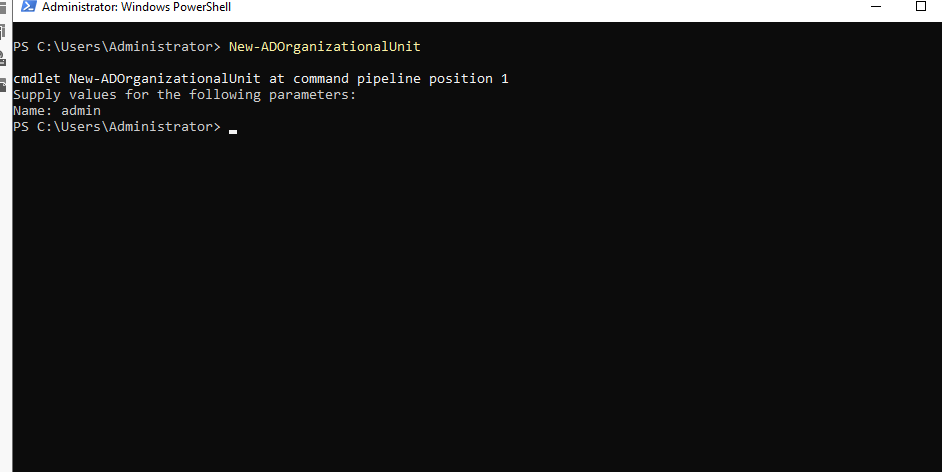 Administrator: Windows PowerShell
PS C:\Users\Administrator> New-ADOrganizationalUnit
cmdlet New-ADOrganizationalUnit at command pipeline position 1
Supply values for the following parameters:
Name: admin
PS C:\Users\Administrator>